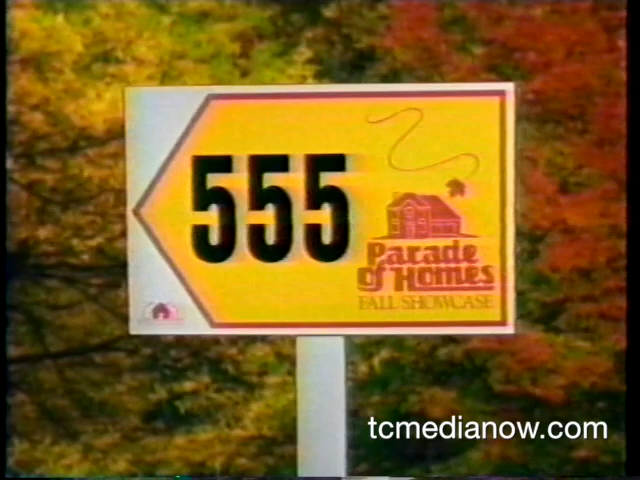 555
Parade
of Homes
FALL SHOWCASE
tcmedianow.com